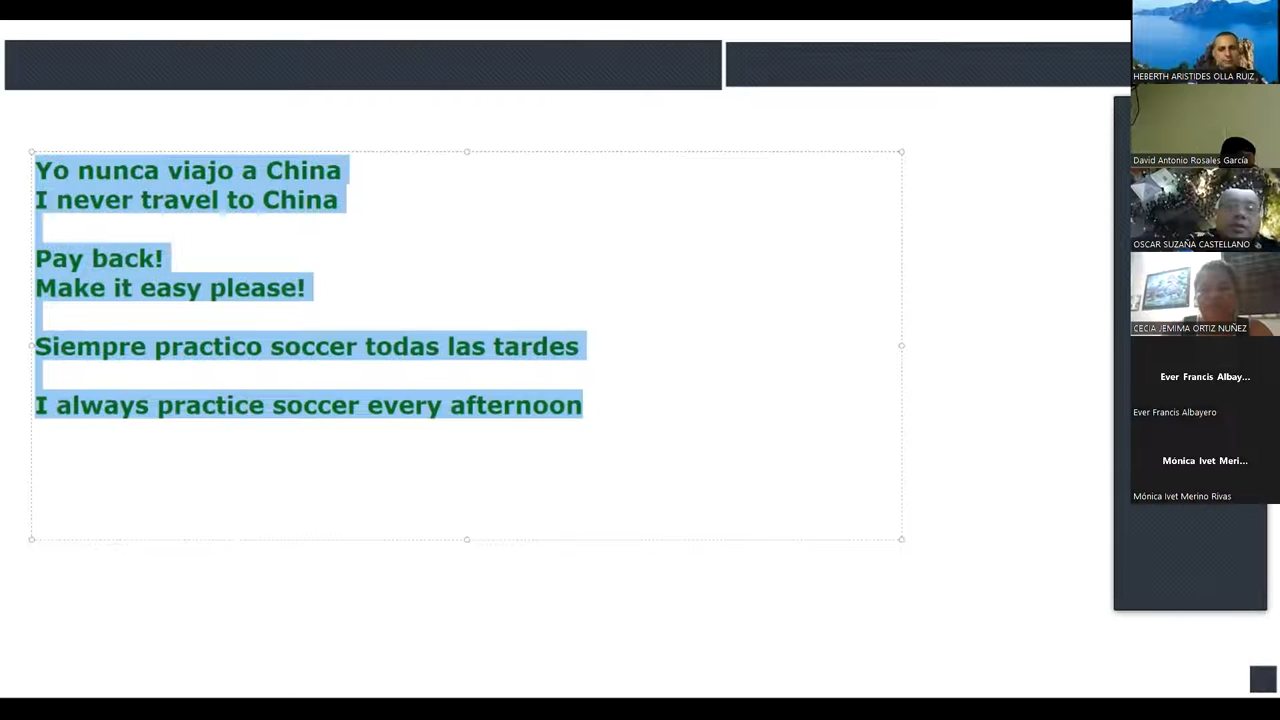 Yo nunca viajo a China
I never travel to China
Pay back!
Make it easy please!
Siempre practico soccer todas las tardes
I always practice soccer every afternoon
HEBERTH ARISTIDES OLLA RUIZ
David Antonio Rosales García
OSCAR SUZAÑA CASTELLANO
CECIA JEMIMA ORTIZ NUÑEZ
Ever Francis Albay...
Ever Francis Albayero
Mónica Ivet Meri...
Mónica Ivet Merino Rivas